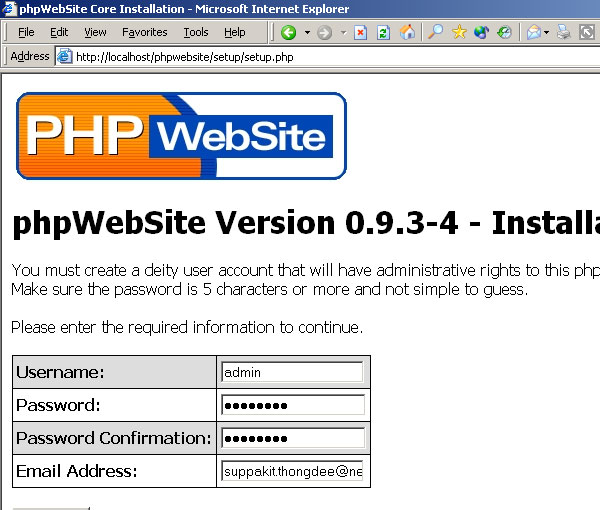 phpWebSite Core Installation - Microsoft Internet Explorer
File Edit View Favorites Tools Help
Address http://localhost/phpwebsite/setup/setup.php
PHP WebSite
phpWebSite Version 0.9.3-4 - Installa
You must create a deity user account that will have administrative rights to this php
Make sure the password is 5 characters or more and not simple to guess.
Please enter the required information to continue.
Username: admin
Password: ●●●●●●●●
Password Confirmation: ●●●●●●●●
Email Address: suppakit.thongdee@ne